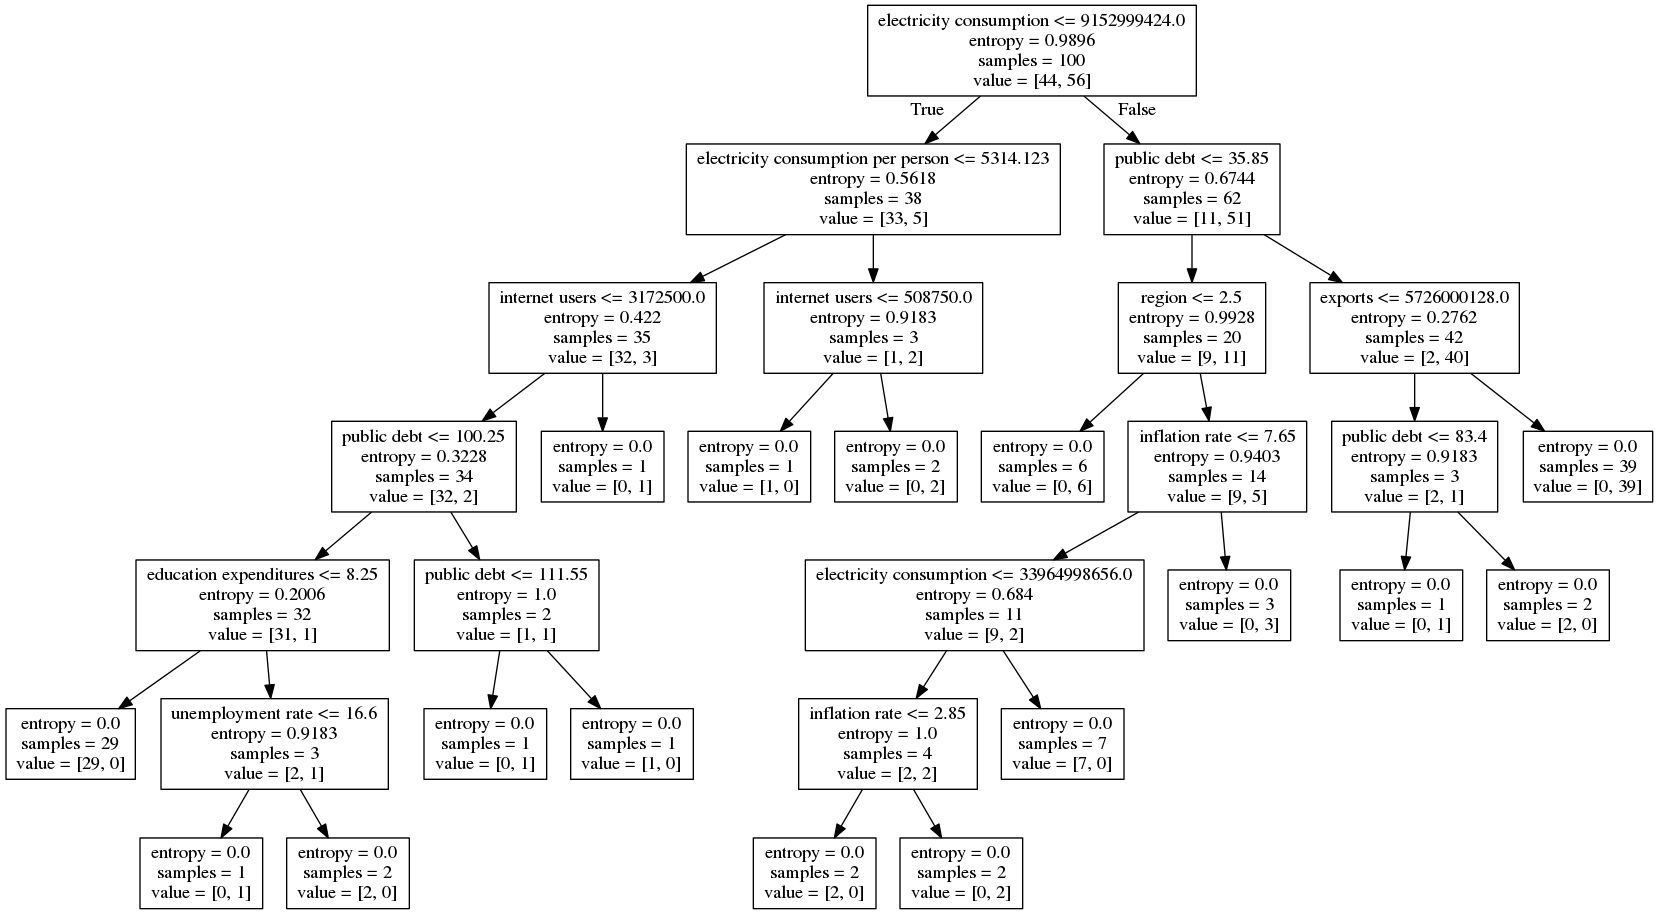 electricity consumption <= 9152999424.0
entropy = 0.9896
samples = 100
value = [44, 56]
True
False
electricity consumption per person <= 5314.123
entropy = 0.5618
samples = 38
value = [33, 5]
public debt <= 35.85
entropy = 0.6744
samples = 62
value = [11, 51]
internet users <= 3172500.0
entropy = 0.422
samples = 35
value = [32, 3]
internet users <= 508750.0
entropy = 0.9183
samples = 3
value = [1, 2]
region <= 2.5
entropy = 0.9928
samples = 20
value = [9, 11]
exports <= 5726000128.0
entropy = 0.2762
samples = 42
value = [2, 40]
public debt <= 100.25
entropy = 0.3228
samples = 34
value = [32, 2]
entropy = 0.0
samples = 1
value = [0, 1]
entropy = 0.0
samples = 1
value = [1, 0]
entropy = 0.0
samples = 2
value = [0, 2]
entropy = 0.0
samples = 6
value = [0, 6]
inflation rate <= 7.65
entropy = 0.9403
samples = 14
value = [9, 5]
public debt <= 83.4
entropy = 0.9183
samples = 3
value = [2, 1]
entropy = 0.0
samples = 39
value = [0, 39]
education expenditures <= 8.25
entropy = 0.2006
samples = 32
value = [31, 1]
public debt <= 111.55
entropy = 1.0
samples = 2
value = [1, 1]
electricity consumption <= 33964998656.0
entropy = 0.684
samples = 11
value = [9, 2]
entropy = 0.0
samples = 3
value = [0, 3]
entropy = 0.0
samples = 1
value = [0, 1]
entropy = 0.0
samples = 2
value = [2, 0]
entropy = 0.0
samples = 29
value = [29, 0]
unemployment rate <= 16.6
entropy = 0.9183
samples = 3
value = [2, 1]
entropy = 0.0
samples = 1
value = [0, 1]
entropy = 0.0
samples = 1
value = [1, 0]
inflation rate <= 2.85
entropy = 1.0
samples = 4
value = [2, 2]
entropy = 0.0
samples = 7
value = [7, 0]
entropy = 0.0
samples = 1
value = [0, 1]
entropy = 0.0
samples = 2
value = [2, 0]
entropy = 0.0
samples = 2
value = [2, 0]
entropy = 0.0
samples = 2
value = [0, 2]